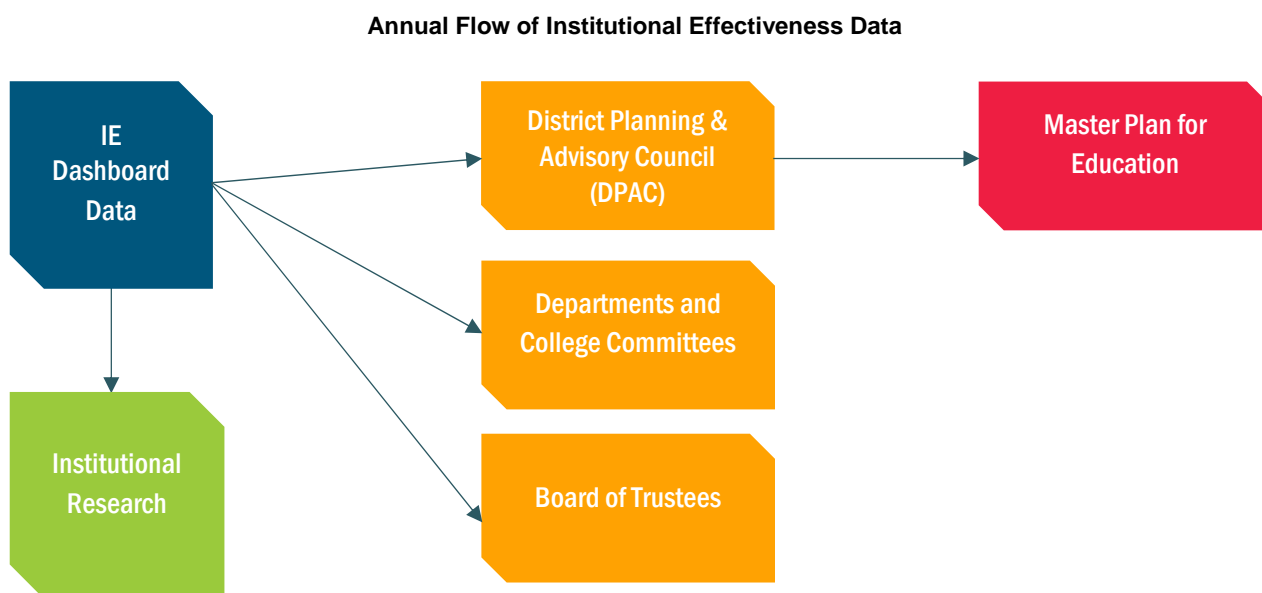 Annual Flow of Institutional Effectiveness Data
IE
Dashboard
Data
District Planning &
Advisory Council
(DPAC)
Master Plan for
Education
Departments and
College Committees
Institutional
Research
Board of Trustees